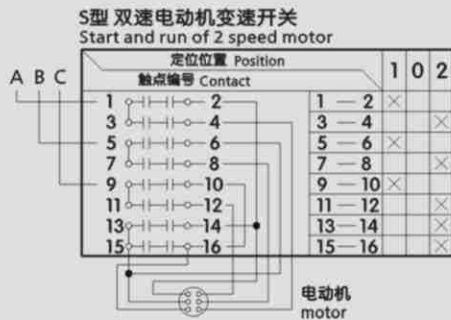 S型 双速电动机变速开关
Start and run of 2 speed motor
定位位置 Position
触点编号 Contact
1 0 2
A B C
1 2 1 — 2 ×
3 4 3 — 4 ×
5 6 5 — 6 ×
7 8 7 — 8 ×
9 10 9 — 10 ×
11 12 11 — 12 ×
13 14 13 — 14 ×
15 16 15 — 16 ×
电动机
motor